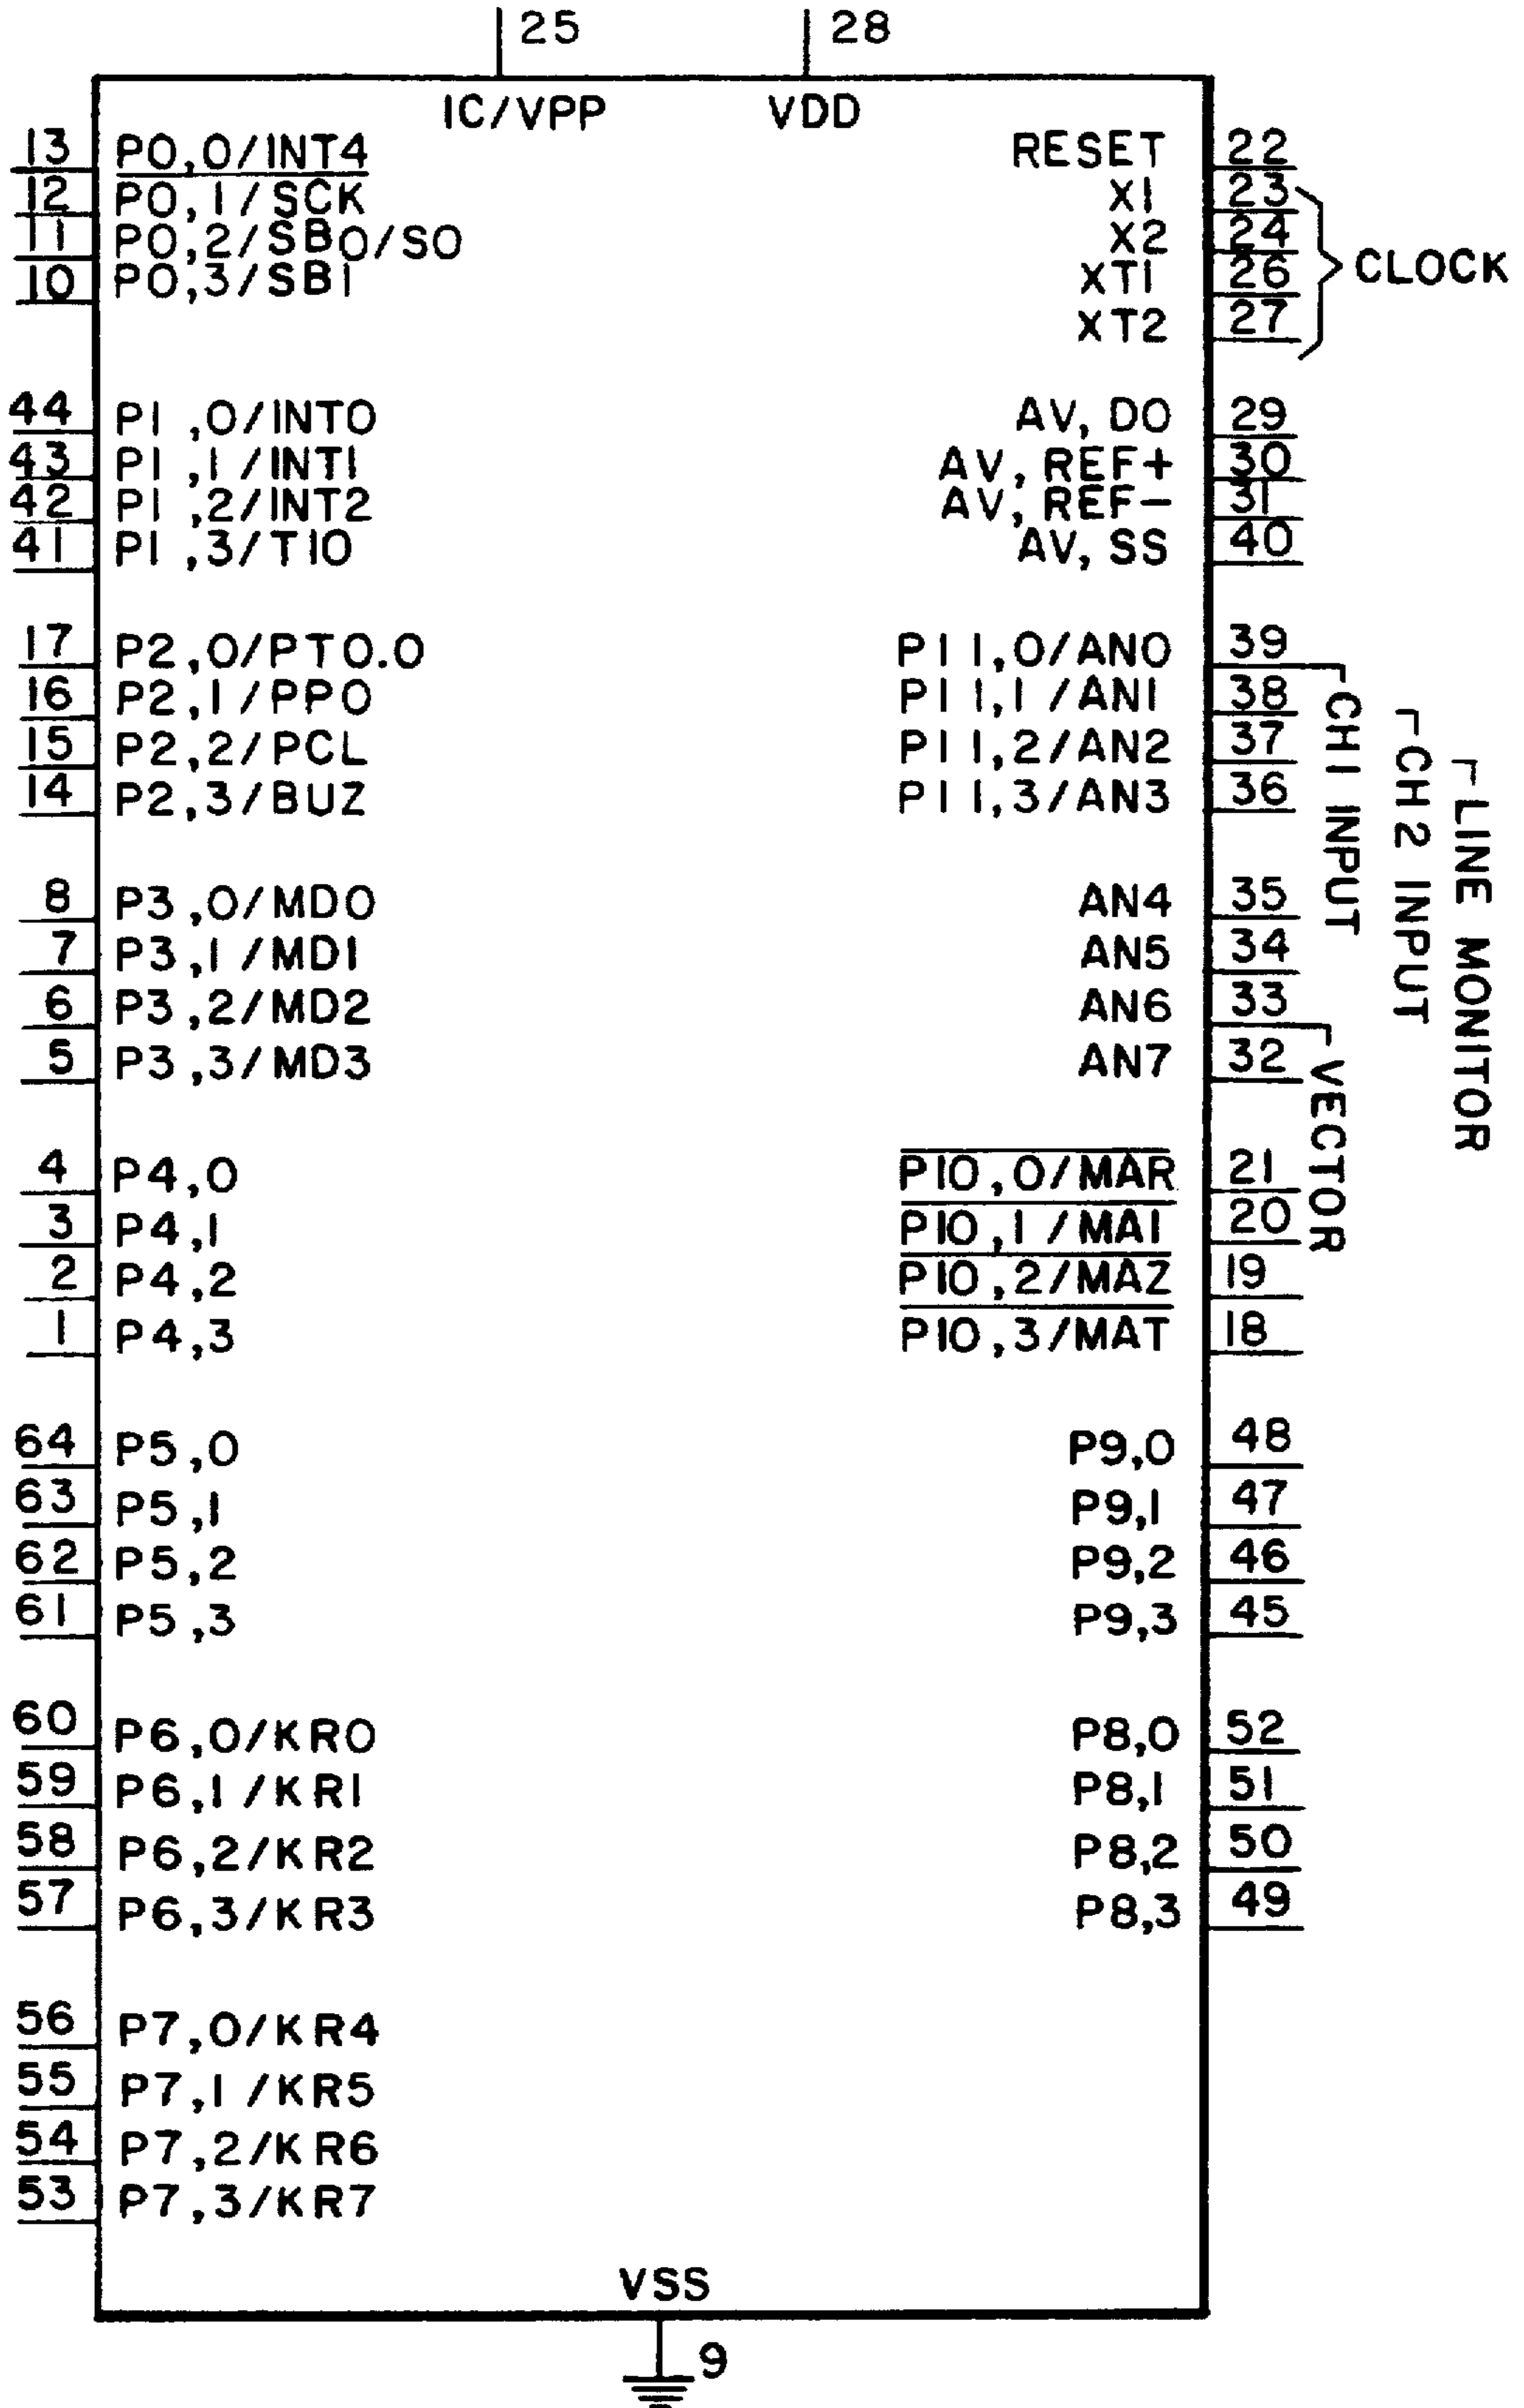 25 28
IC/VPP VDD
13 P0,0/INT4
12 P0,1/SCK
11 P0,2/SB0/SO
10 P0,3/SB1
44 P1,0/INT0
43 P1,1/INT1
42 P1,2/INT2
41 P1,3/TI0
17 P2,0/PTO.0
16 P2,1/PPO
15 P2,2/PCL
14 P2,3/BUZ
8 P3,0/MD0
7 P3,1/MD1
6 P3,2/MD2
5 P3,3/MD3
4 P4,0
3 P4,1
2 P4,2
1 P4,3
64 P5,0
63 P5,1
62 P5,2
61 P5,3
60 P6,0/KR0
59 P6,1/KR1
58 P6,2/KR2
57 P6,3/KR3
56 P7,0/KR4
55 P7,1/KR5
54 P7,2/KR6
53 P7,3/KR7
RESET 22
X1 23
X2 24
XT1 26
XT2 27
CLOCK
AV, DO 29
AV, REF+ 30
AV, REF- 31
AV, SS 40
P11,0/AN0 39
P11,1/AN1 38
P11,2/AN2 37
P11,3/AN3 36
AN4 35
AN5 34
AN6 33
AN7 32
CH1 INPUT
CH2 INPUT
LINE MONITOR
VECTOR
P10,0/MAR 21
P10,1/MAI 20
P10,2/MAZ 19
P10,3/MAT 18
P9,0 48
P9,1 47
P9,2 46
P9,3 45
P8,0 52
P8,1 51
P8,2 50
P8,3 49
VSS
9